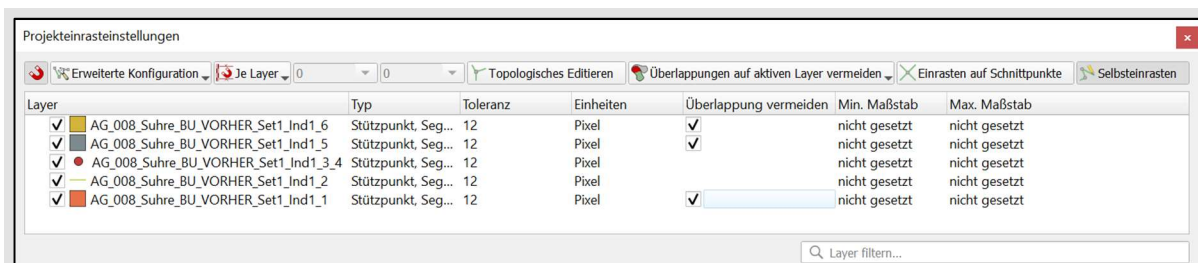 Projekteinrasteinstellungen
Erweiterte Konfiguration Je Layer 0 0 Topologisches Editieren Überlappungen auf aktiven Layer vermeiden Einrasten auf Schnittpunkte Selbsteinrasten
Layer Typ Toleranz Einheiten Überlappung vermeiden Min. Maßstab Max. Maßstab
AG_008_Suhre_BU_VORHER_Set1_Ind1_6 Stützpunkt, Seg... 12 Pixel nicht gesetzt nicht gesetzt
AG_008_Suhre_BU_VORHER_Set1_Ind1_5 Stützpunkt, Seg... 12 Pixel nicht gesetzt nicht gesetzt
AG_008_Suhre_BU_VORHER_Set1_Ind1_3_4 Stützpunkt, Seg... 12 Pixel nicht gesetzt nicht gesetzt
AG_008_Suhre_BU_VORHER_Set1_Ind1_2 Stützpunkt, Seg... 12 Pixel nicht gesetzt nicht gesetzt
AG_008_Suhre_BU_VORHER_Set1_Ind1_1 Stützpunkt, Seg... 12 Pixel nicht gesetzt nicht gesetzt
Layer filtern...